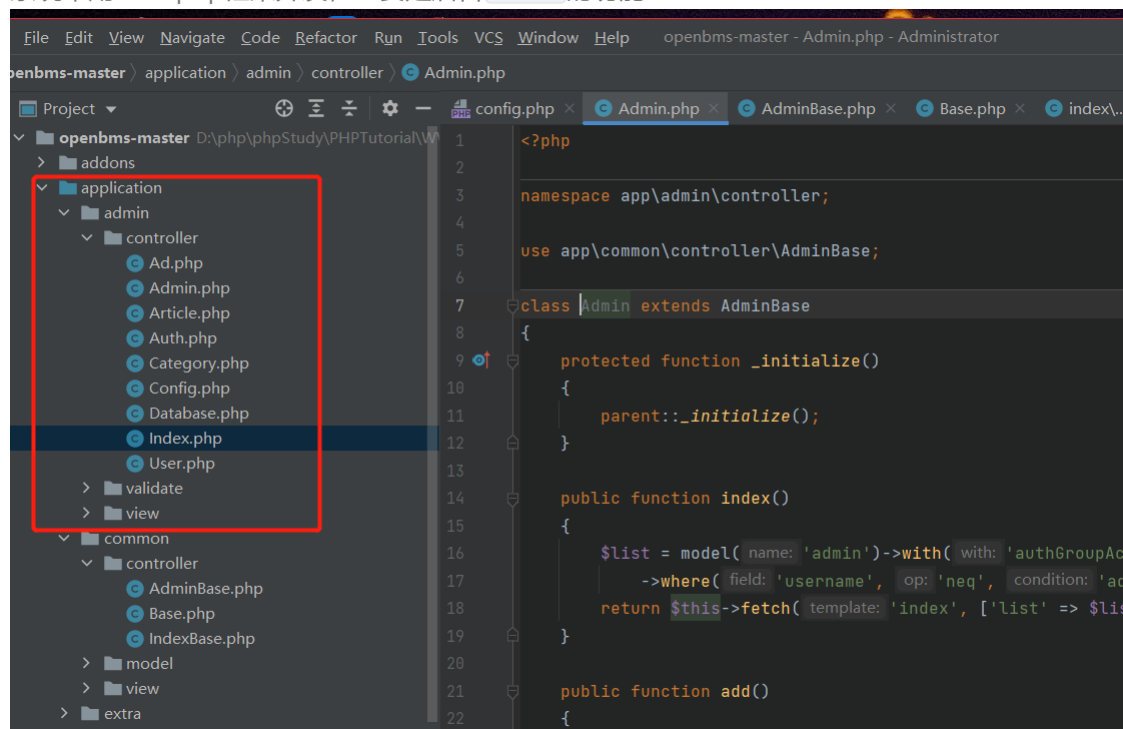 File Edit View Navigate Code Refactor Run Tools VCS Window Help openbms-master - Admin.php - Administrator
penbms-master 〉 application 〉 admin 〉 controller 〉 Admin.php
Project
config.php × Admin.php × AdminBase.php × Base.php × index\...
openbms-master D:\php\phpStudy\PHPTutorial\W
addons
application
admin
controller
Ad.php
Admin.php
Article.php
Auth.php
Category.php
Config.php
Database.php
Index.php
User.php
validate
view
common
controller
AdminBase.php
Base.php
IndexBase.php
model
view
extra
1 <?php
2
3 namespace app\admin\controller;
4
5 use app\common\controller\AdminBase;
6
7 class Admin extends AdminBase
8 {
9 protected function _initialize()
10 {
11 parent::_initialize();
12 }
13
14 public function index()
15 {
16 $list = model( name: 'admin')->with( with: 'authGroupAc
17 ->where( field: 'username', op: 'neq', condition: 'ad
18 return $this->fetch( template: 'index', ['list' => $lis
19 }
20
21 public function add()
22 {